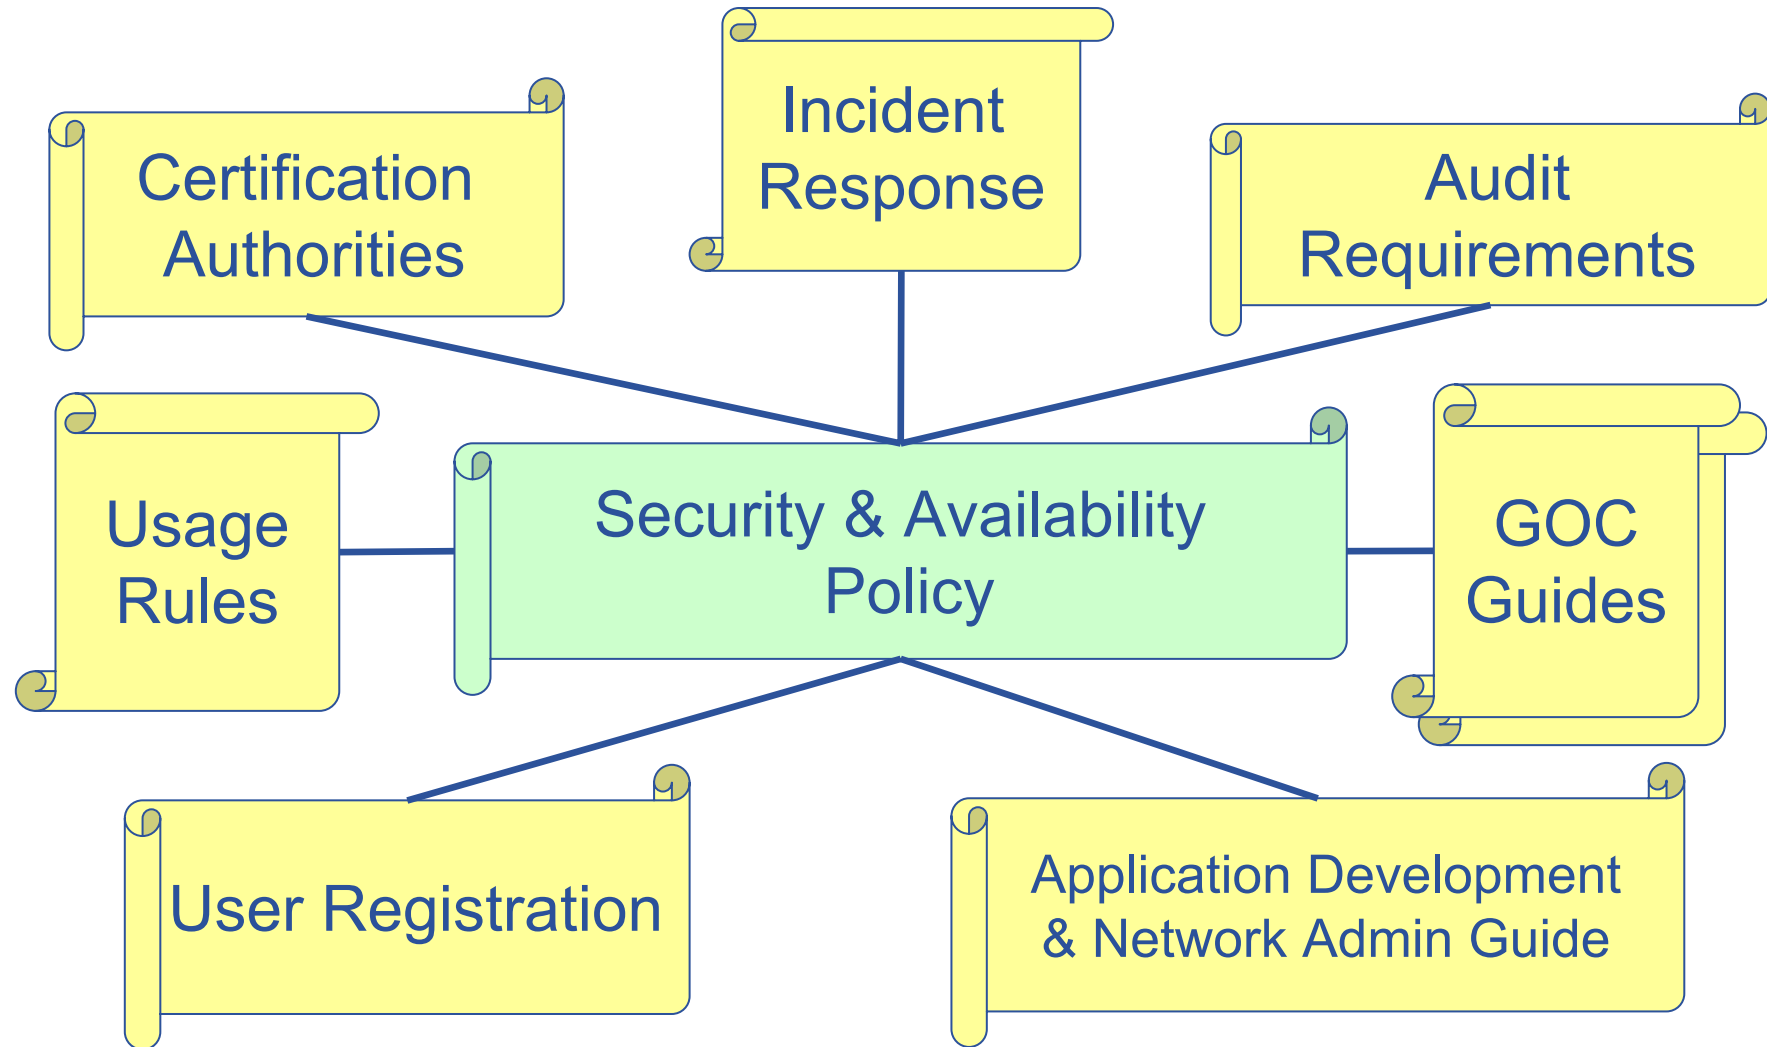 Incident
Response
Certification
Authorities
Audit
Requirements
Usage
Rules
Security & Availability
Policy
GOC
Guides
User Registration
Application Development
& Network Admin Guide